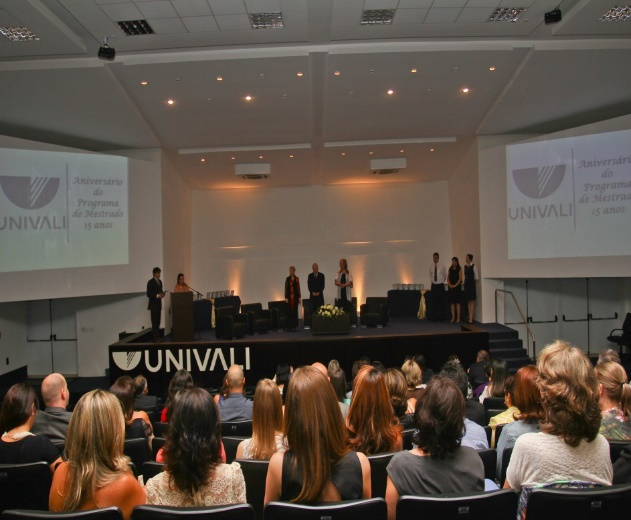 UNIVALI
Aniversário
do
Programa
de Mestrado
15 anos
UNIVALI
Aniversário
do
Programa
de Mestrado
15 anos
UNIVALI